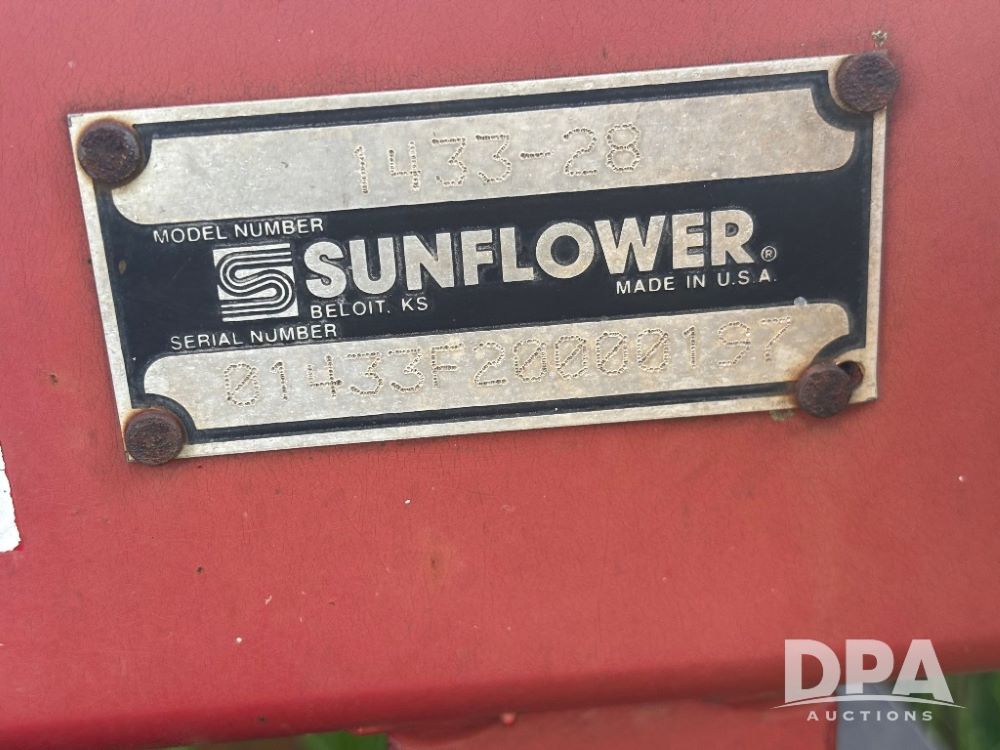 1433-28
MODEL NUMBER
SUNFLOWER®
BELOIT, KS MADE IN U.S.A.
SERIAL NUMBER
01433F20000197
DPA
AUCTIONS